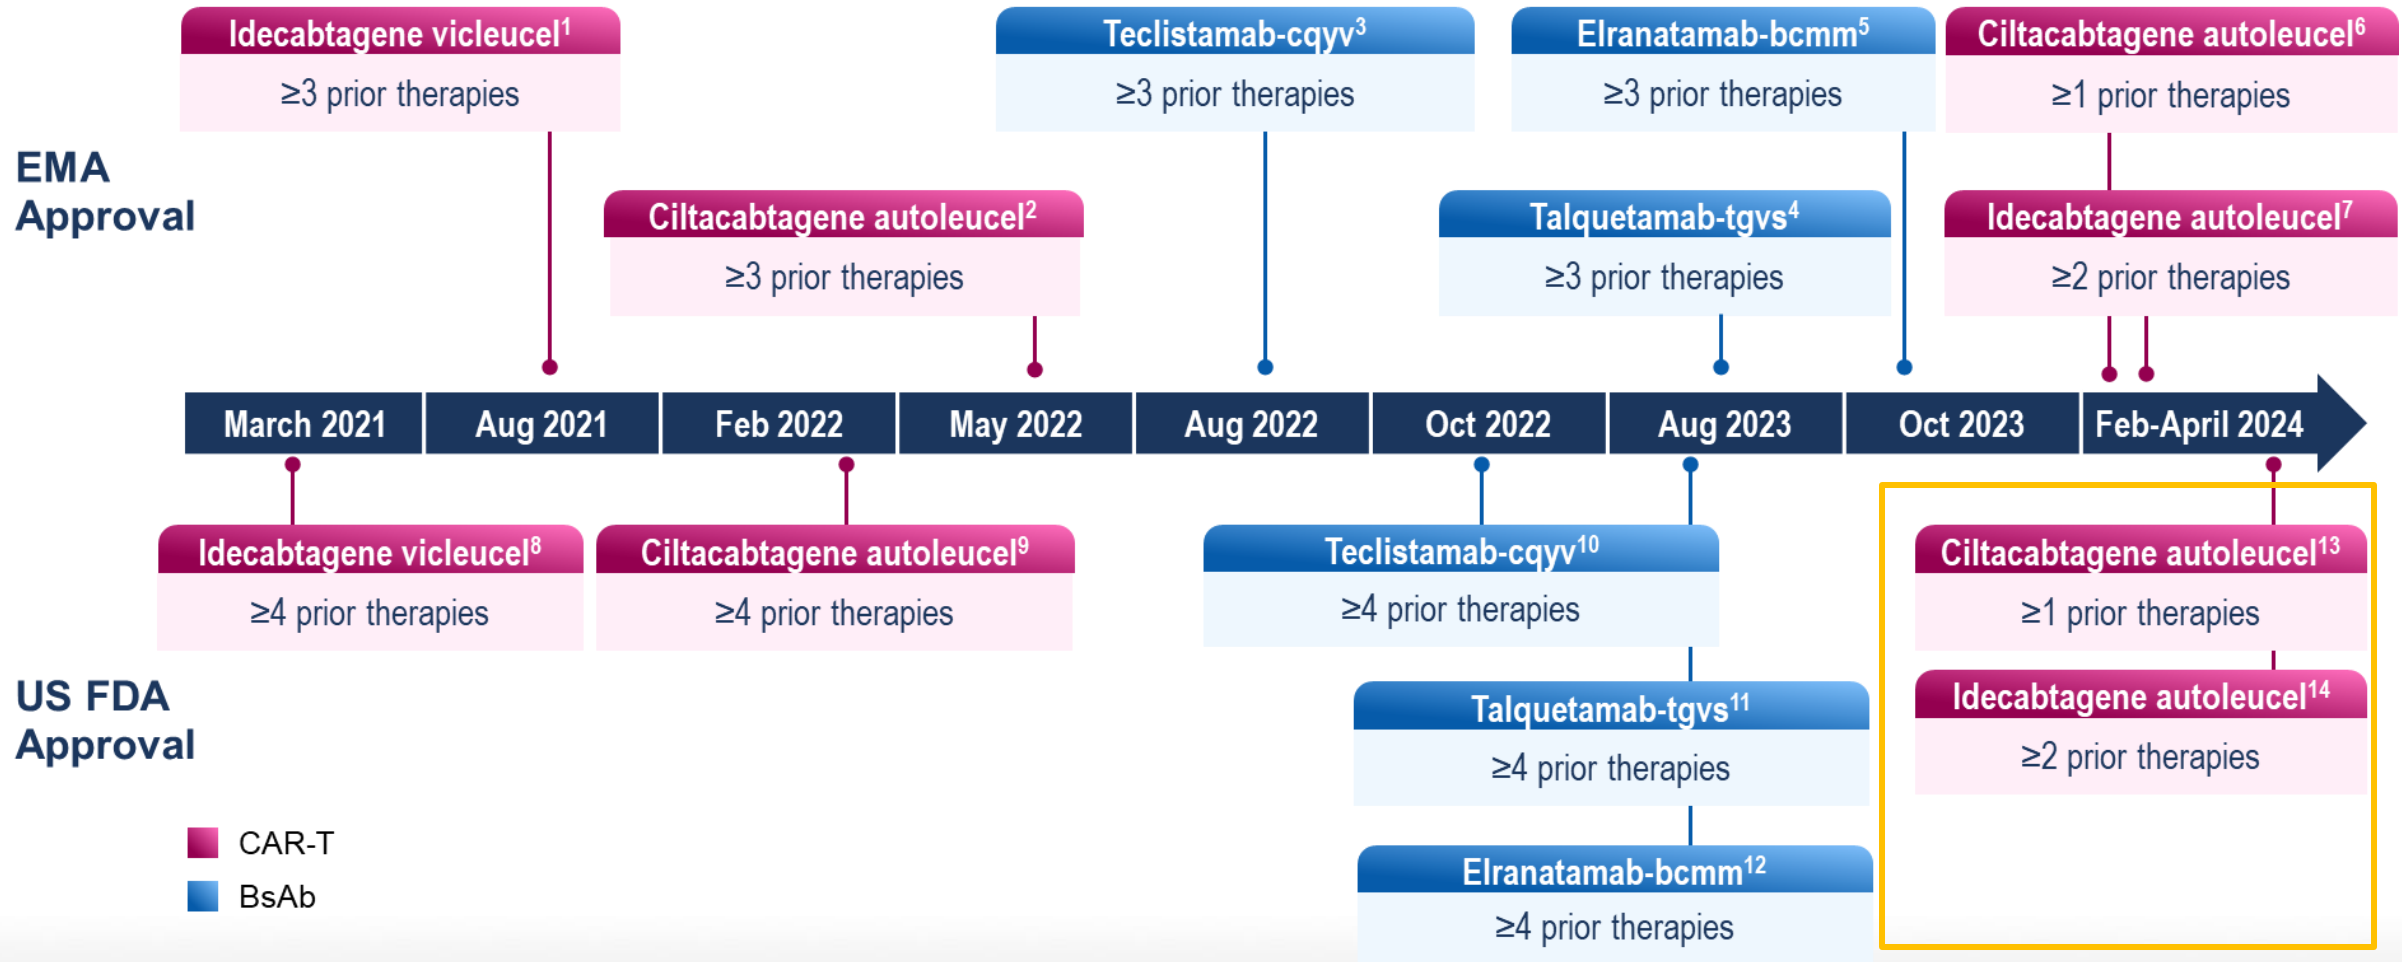 Idecabtagene vicleucel1
≥3 prior therapies
Teclistamab-cqyv3
≥3 prior therapies
Elranatamab-bcmm5
≥3 prior therapies
Ciltacabtagene autoleucel6
≥1 prior therapies
EMA
Approval
Ciltacabtagene autoleucel2
≥3 prior therapies
Talquetamab-tgvs4
≥3 prior therapies
Idecabtagene autoleucel7
≥2 prior therapies
March 2021
Aug 2021
Feb 2022
May 2022
Aug 2022
Oct 2022
Aug 2023
Oct 2023
Feb-April 2024
Idecabtagene vicleucel8
≥4 prior therapies
Ciltacabtagene autoleucel9
≥4 prior therapies
Teclistamab-cqyv10
≥4 prior therapies
Ciltacabtagene autoleucel13
≥1 prior therapies
US FDA
Approval
Talquetamab-tgvs11
≥4 prior therapies
Idecabtagene autoleucel14
≥2 prior therapies
Elranatamab-bcmm12
≥4 prior therapies
CAR-T
BsAb